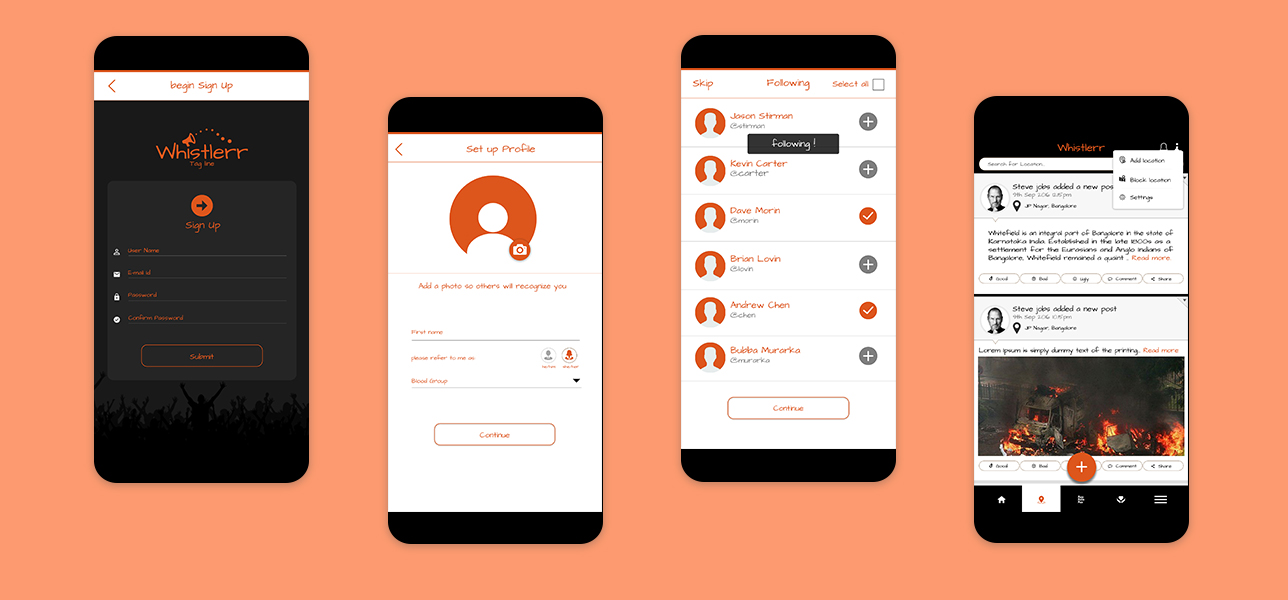 begin Sign Up
Whistlerr
Tag line
Sign Up
User Name
Email id
Password
Confirm Password
Submit
Set up Profile
Add a photo so others will recognize you
First name
please refer to me as
Blood Group
Continue
Skip
Following
Select all
Jason Stirman
@stirman
following !
Kevin Carter
@carter
Dave Morin
@morin
Brian Lovin
@lovin
Andrew Chen
@chen
Bubba Murarka
@murarka
Continue
Whistlerr
Search for Location...
Add location
Block location
Settings
Steve jobs added a new pos
9th Sep 2016 10:15pm
JP Nagar, Bangalore
Whitefield is an integral part of Bangalore in the state of
Karnataka India. Established in the late 1800s as a
settlement for the Eurasians and Anglo Indians of
Bangalore, Whitefield remained a quaint .. Read more
Good
Bad
Ugly
Comment
Share
Steve jobs added a new post
9th Sep 2016 10:15pm
JP Nagar, Bangalore
Lorem Ipsum is simply dummy text of the printing.. Read more
Good
Bad
Comment
Share